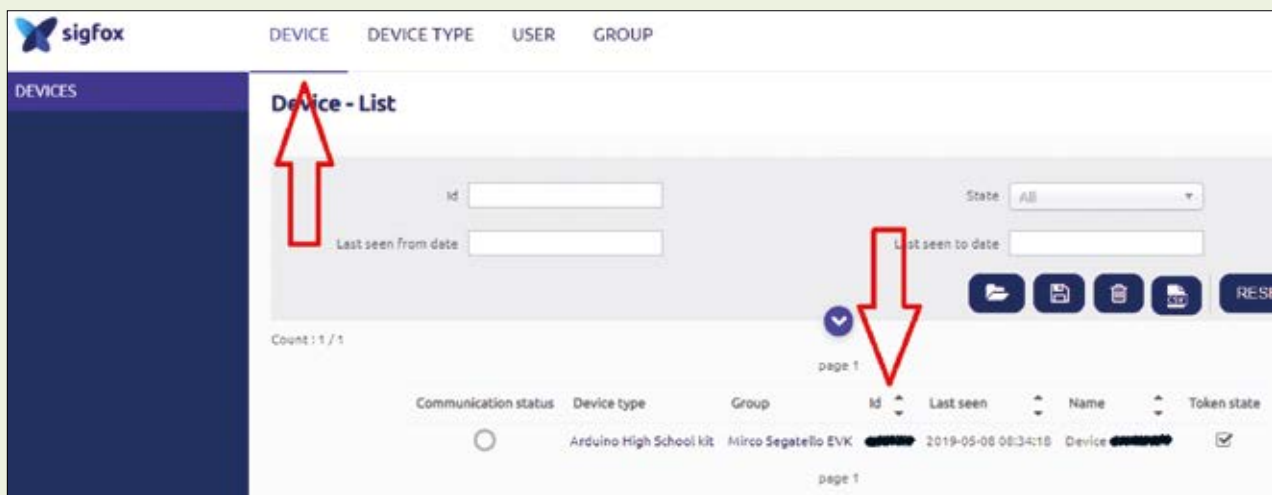 sigfox
DEVICE DEVICE TYPE USER GROUP
DEVICES
Device - List
Id State All
Last seen from date Last seen to date
CSV RESE
Count : 1 / 1
page 1
Communication status Device type Group Id Last seen Name Token state
Arduino High School kit Mirco Segatello EVK 2019-05-08 08:34:18 Device
page 1